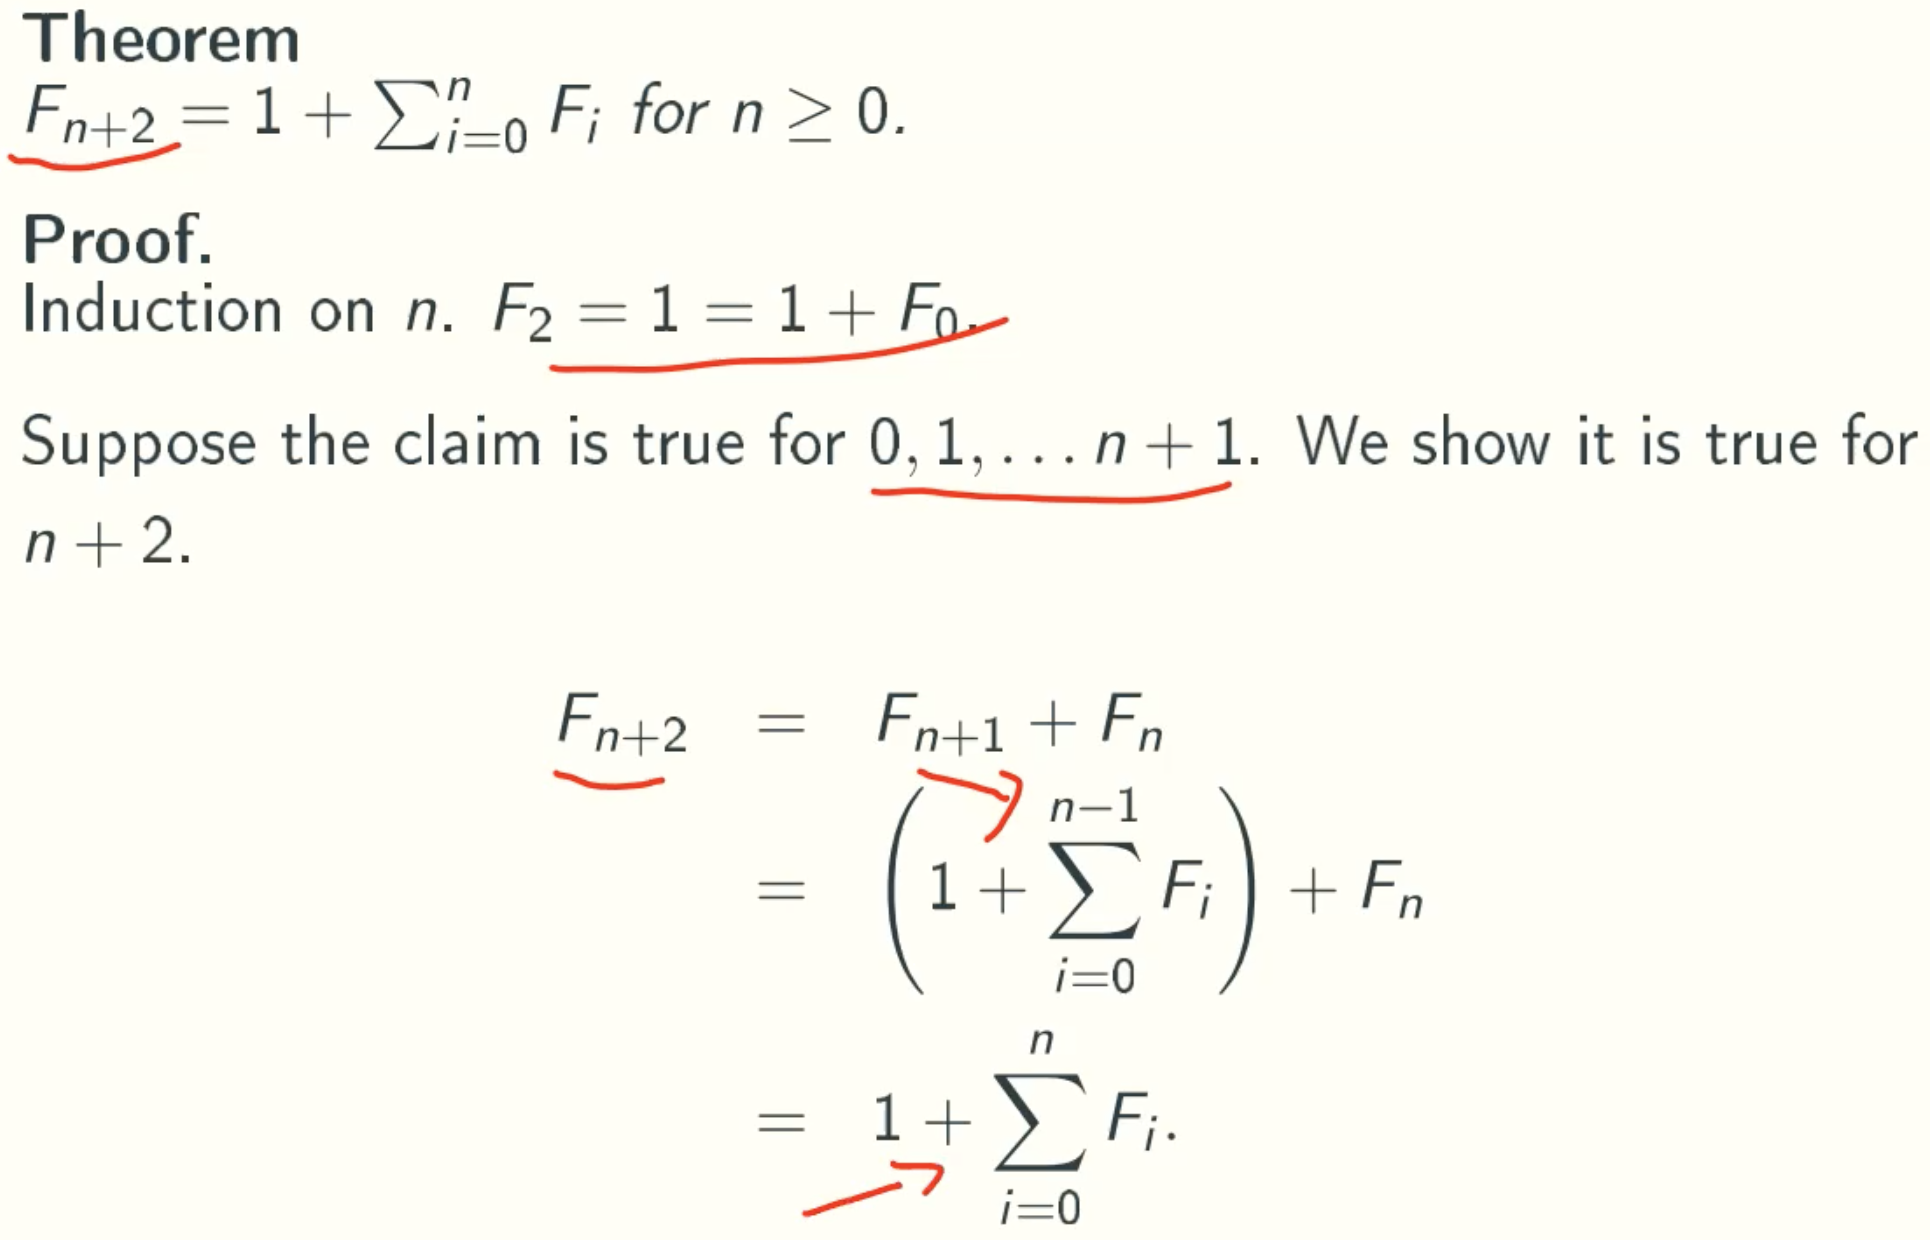 Theorem
F_{n+2} = 1 + \sum_{i=0}^{n} F_i for n ≥ 0.
Proof.
Induction on n. F_2 = 1 = 1 + F_0.
Suppose the claim is true for 0, 1, . . . n + 1. We show it is true for
n + 2.
F_{n+2} = F_{n+1} + F_n
= \left( 1 + \sum_{i=0}^{n-1} F_i \right) + F_n
= 1 + \sum_{i=0}^{n} F_i.